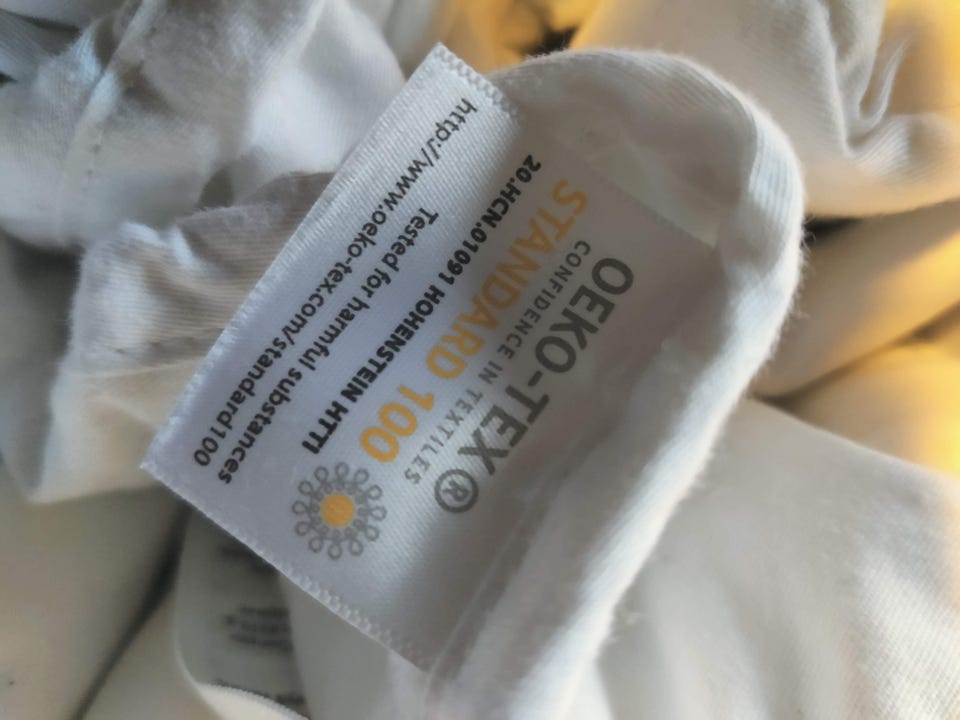 OEKO-TEX®
CONFIDENCE IN TEXTILES
STANDARD 100
20.HCN.01091 HOHENSTEIN HTTI
Tested for harmful substances
http://www.oeko-tex.com/standard100